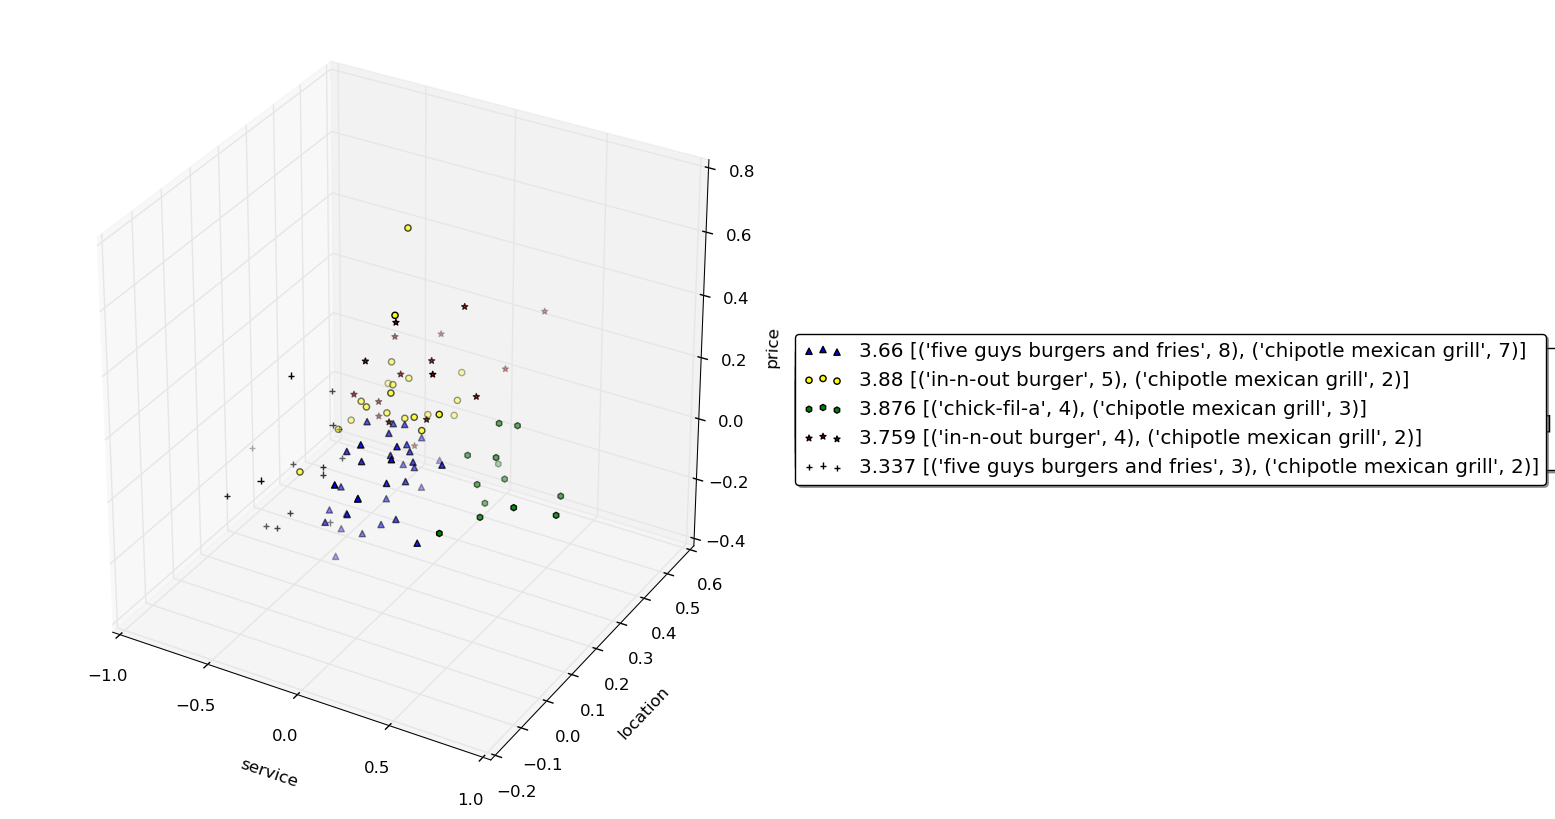 0.8
0.6
0.4
0.2
0.0
−0.2
−0.4
price
3.66 [('five guys burgers and fries', 8), ('chipotle mexican grill', 7)]
3.88 [('in-n-out burger', 5), ('chipotle mexican grill', 2)]
3.876 [('chick-fil-a', 4), ('chipotle mexican grill', 3)]
3.759 [('in-n-out burger', 4), ('chipotle mexican grill', 2)]
3.337 [('five guys burgers and fries', 3), ('chipotle mexican grill', 2)]
0.6
0.5
0.4
0.3
0.2
0.1
0.0
−0.1
−0.2
location
−1.0
−0.5
0.0
0.5
1.0
service